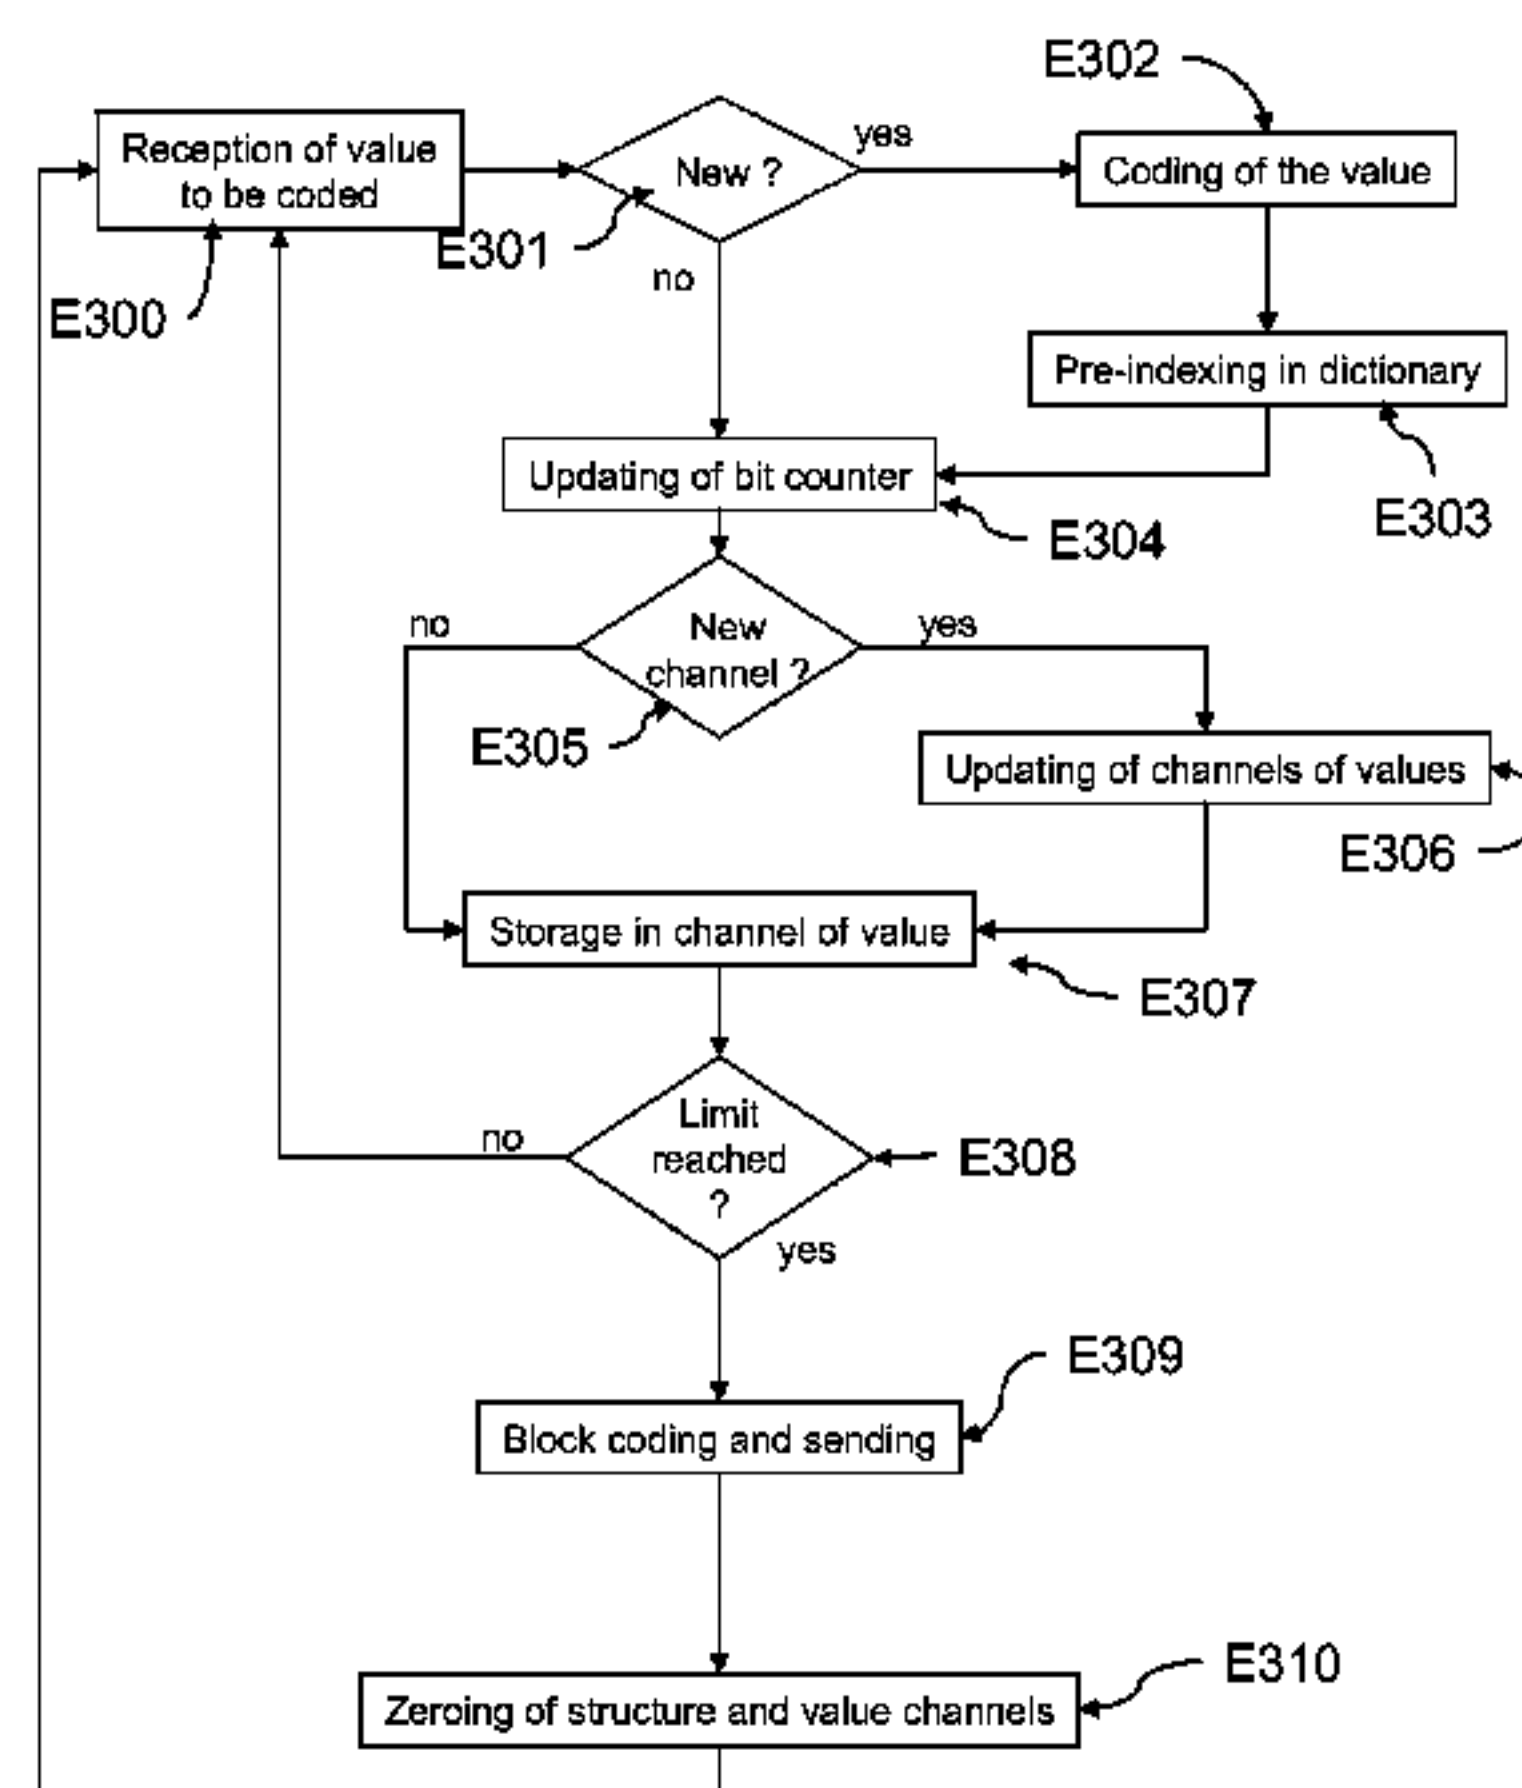 E302
Reception of value
to be coded
New ?
yes
Coding of the value
E301
no
E300
Pre-indexing in dictionary
Updating of bit counter
E303
E304
no
New
channel ?
yes
E305
Updating of channels of values
E306
Storage in channel of value
E307
Limit
reached
?
no
E308
yes
E309
Block coding and sending
E310
Zeroing of structure and value channels